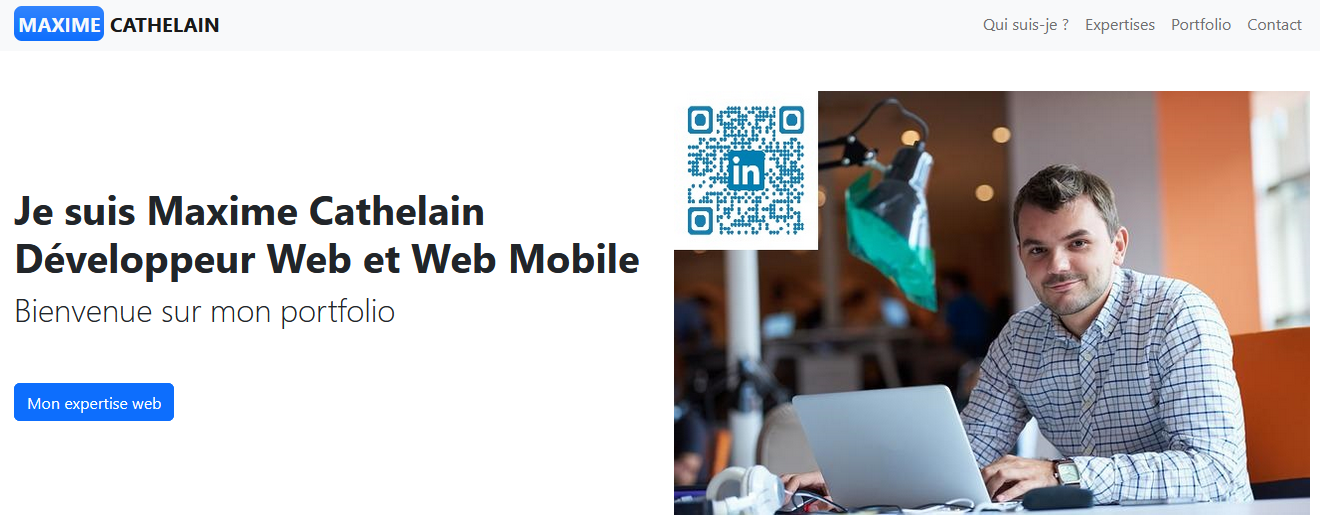 MAXIME CATHELAIN
Qui suis-je ? Expertises Portfolio Contact
Je suis Maxime Cathelain
Développeur Web et Web Mobile
Bienvenue sur mon portfolio
Mon expertise web
in